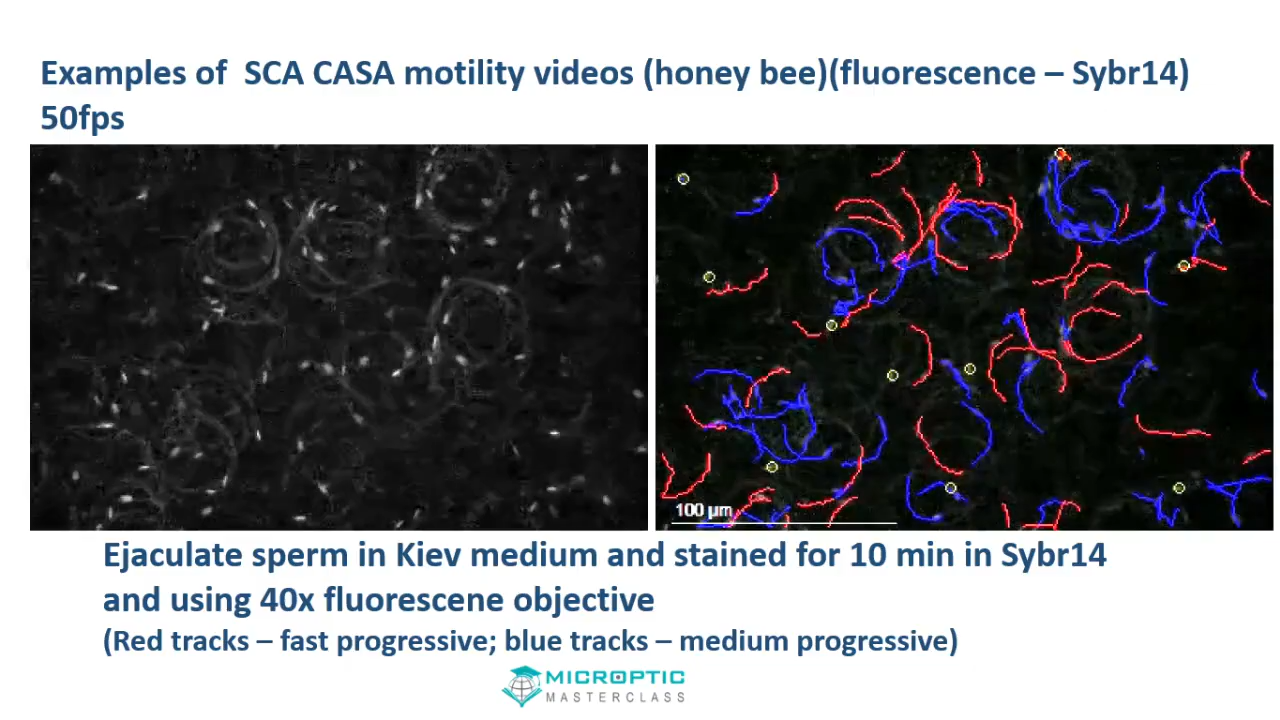 Examples of  SCA CASA motility videos (honey bee)(fluorescence – Sybr14)
50fps
100 µm
Ejaculate sperm in Kiev medium and stained for 10 min in Sybr14
and using 40x fluorescene objective
(Red tracks – fast progressive; blue tracks – medium progressive)
MICROPTIC
MASTERCLASS